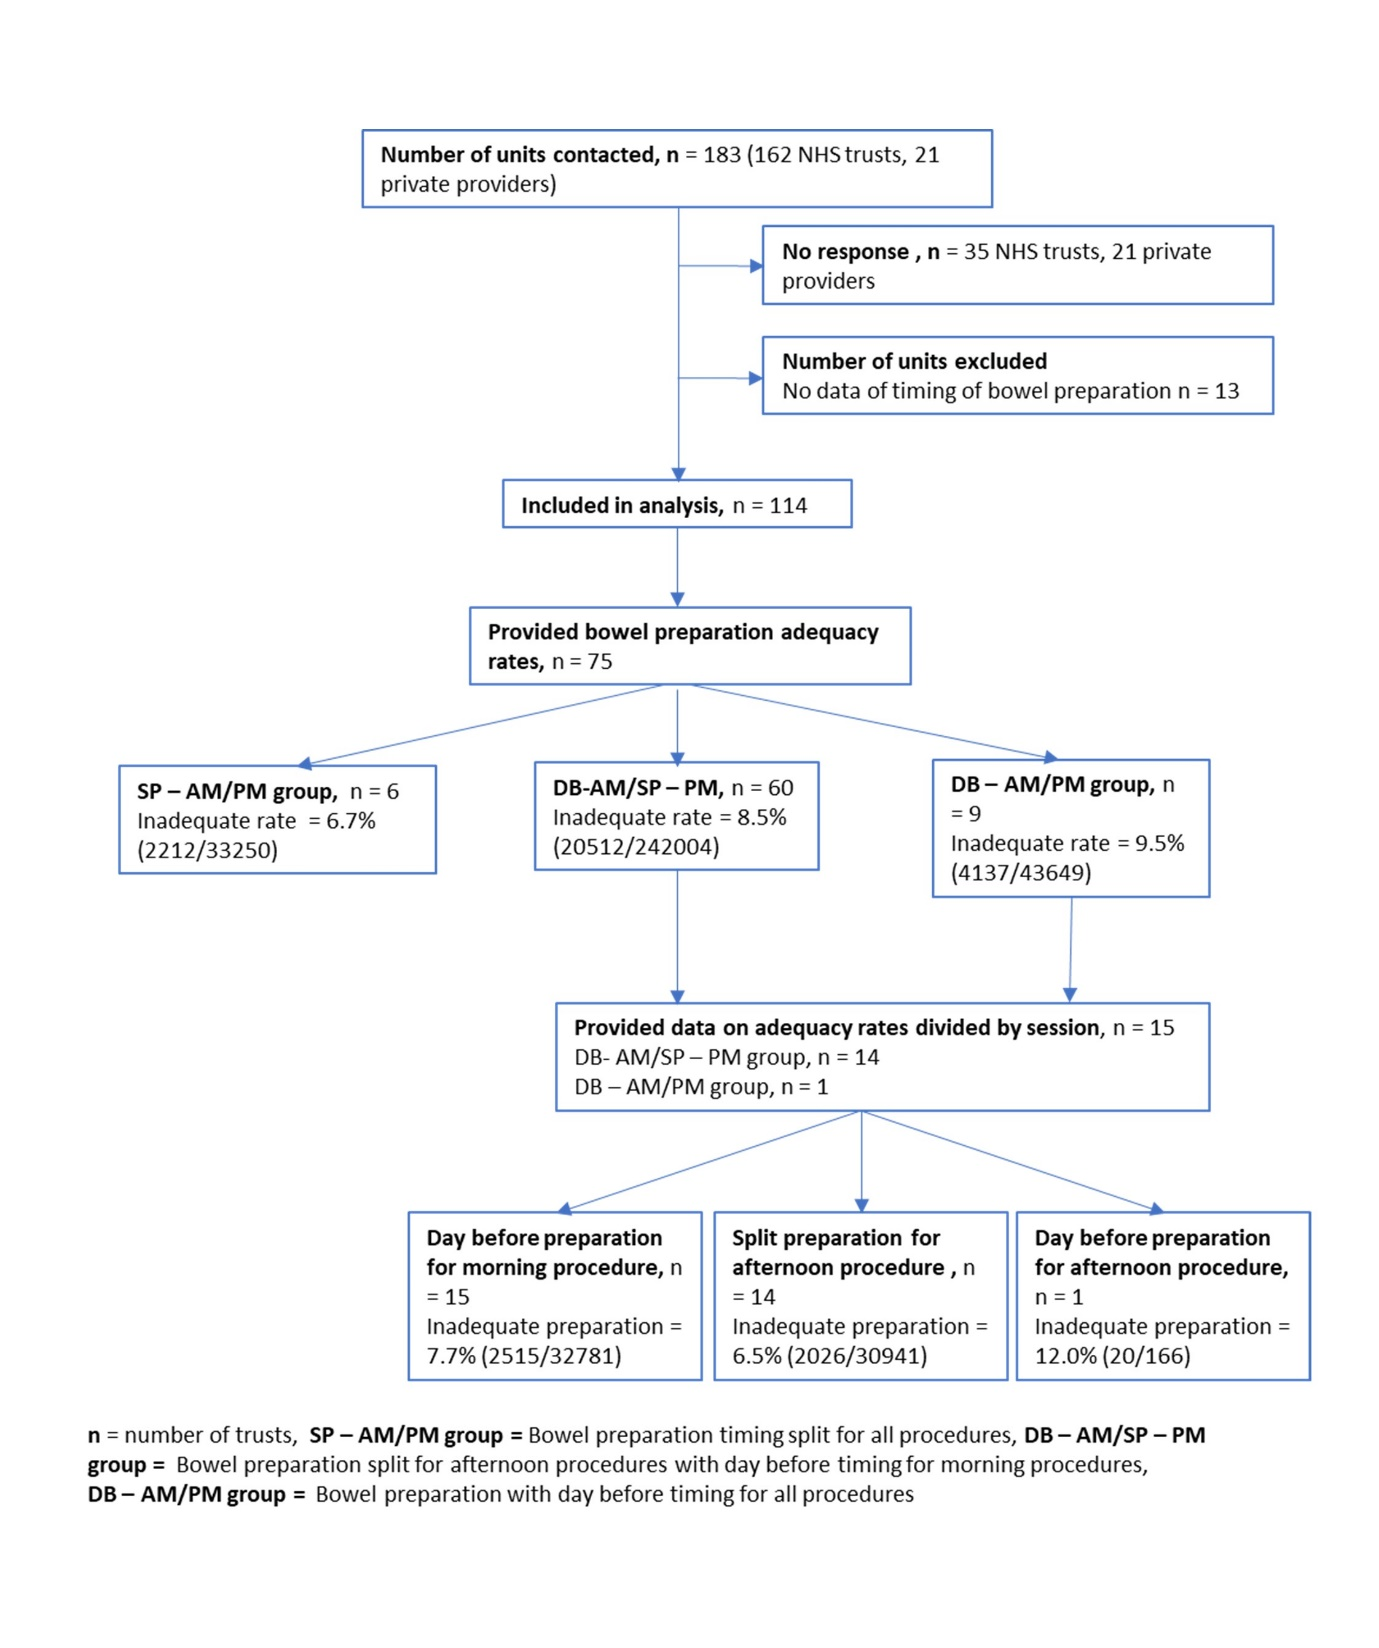 Number of units contacted, n = 183 (162 NHS trusts, 21
private providers)
No response , n = 35 NHS trusts, 21 private
providers
Number of units excluded
No data of timing of bowel preparation n = 13
Included in analysis, n = 114
Provided bowel preparation adequacy
rates, n = 75
SP – AM/PM group, n = 6
Inadequate rate = 6.7%
(2212/33250)
DB-AM/SP – PM, n = 60
Inadequate rate = 8.5%
(20512/242004)
DB – AM/PM group, n
= 9
Inadequate rate = 9.5%
(4137/43649)
Provided data on adequacy rates divided by session, n = 15
DB- AM/SP – PM group, n = 14
DB – AM/PM group, n = 1
Day before preparation
for morning procedure, n
= 15
Inadequate preparation =
7.7% (2515/32781)
Split preparation for
afternoon procedure , n
= 14
Inadequate preparation =
6.5% (2026/30941)
Day before preparation
for afternoon procedure,
n = 1
Inadequate preparation =
12.0% (20/166)
n = number of trusts, SP – AM/PM group = Bowel preparation timing split for all procedures, DB – AM/SP – PM
group = Bowel preparation split for afternoon procedures with day before timing for morning procedures,
DB – AM/PM group = Bowel preparation with day before timing for all procedures